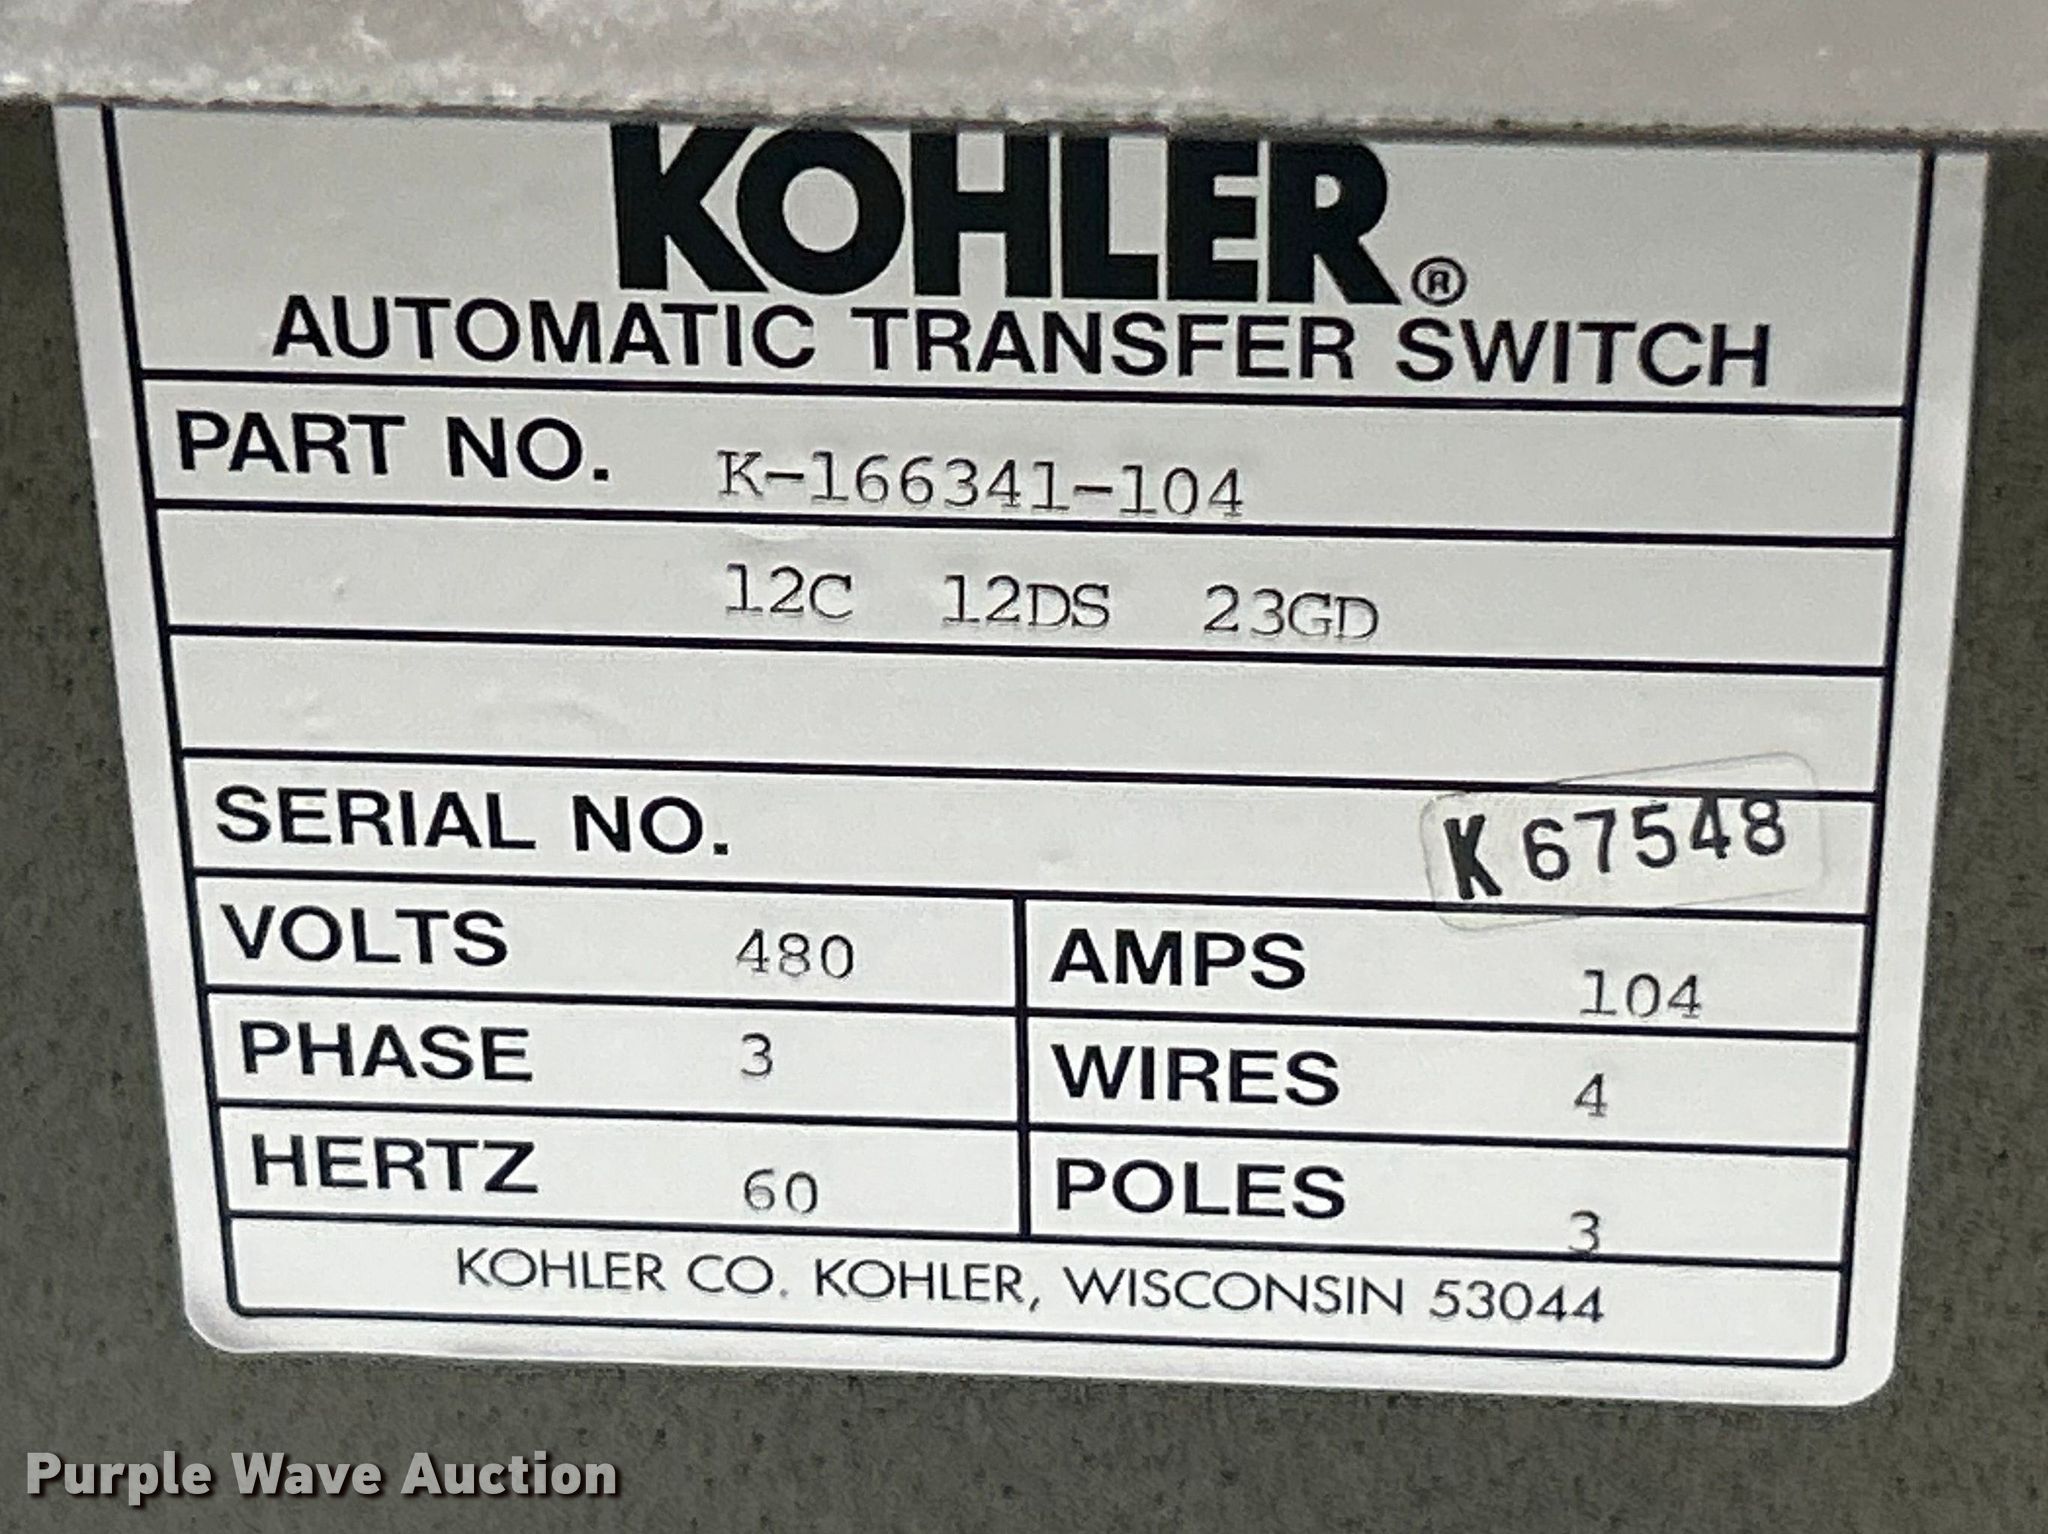 KOHLER®
AUTOMATIC TRANSFER SWITCH
PART NO. K-166341-104
12C 12DS 23GD
SERIAL NO. K 67548
VOLTS 480 AMPS 104
PHASE 3 WIRES 4
HERTZ 60 POLES 3
KOHLER CO. KOHLER, WISCONSIN 53044
Purple Wave Auction